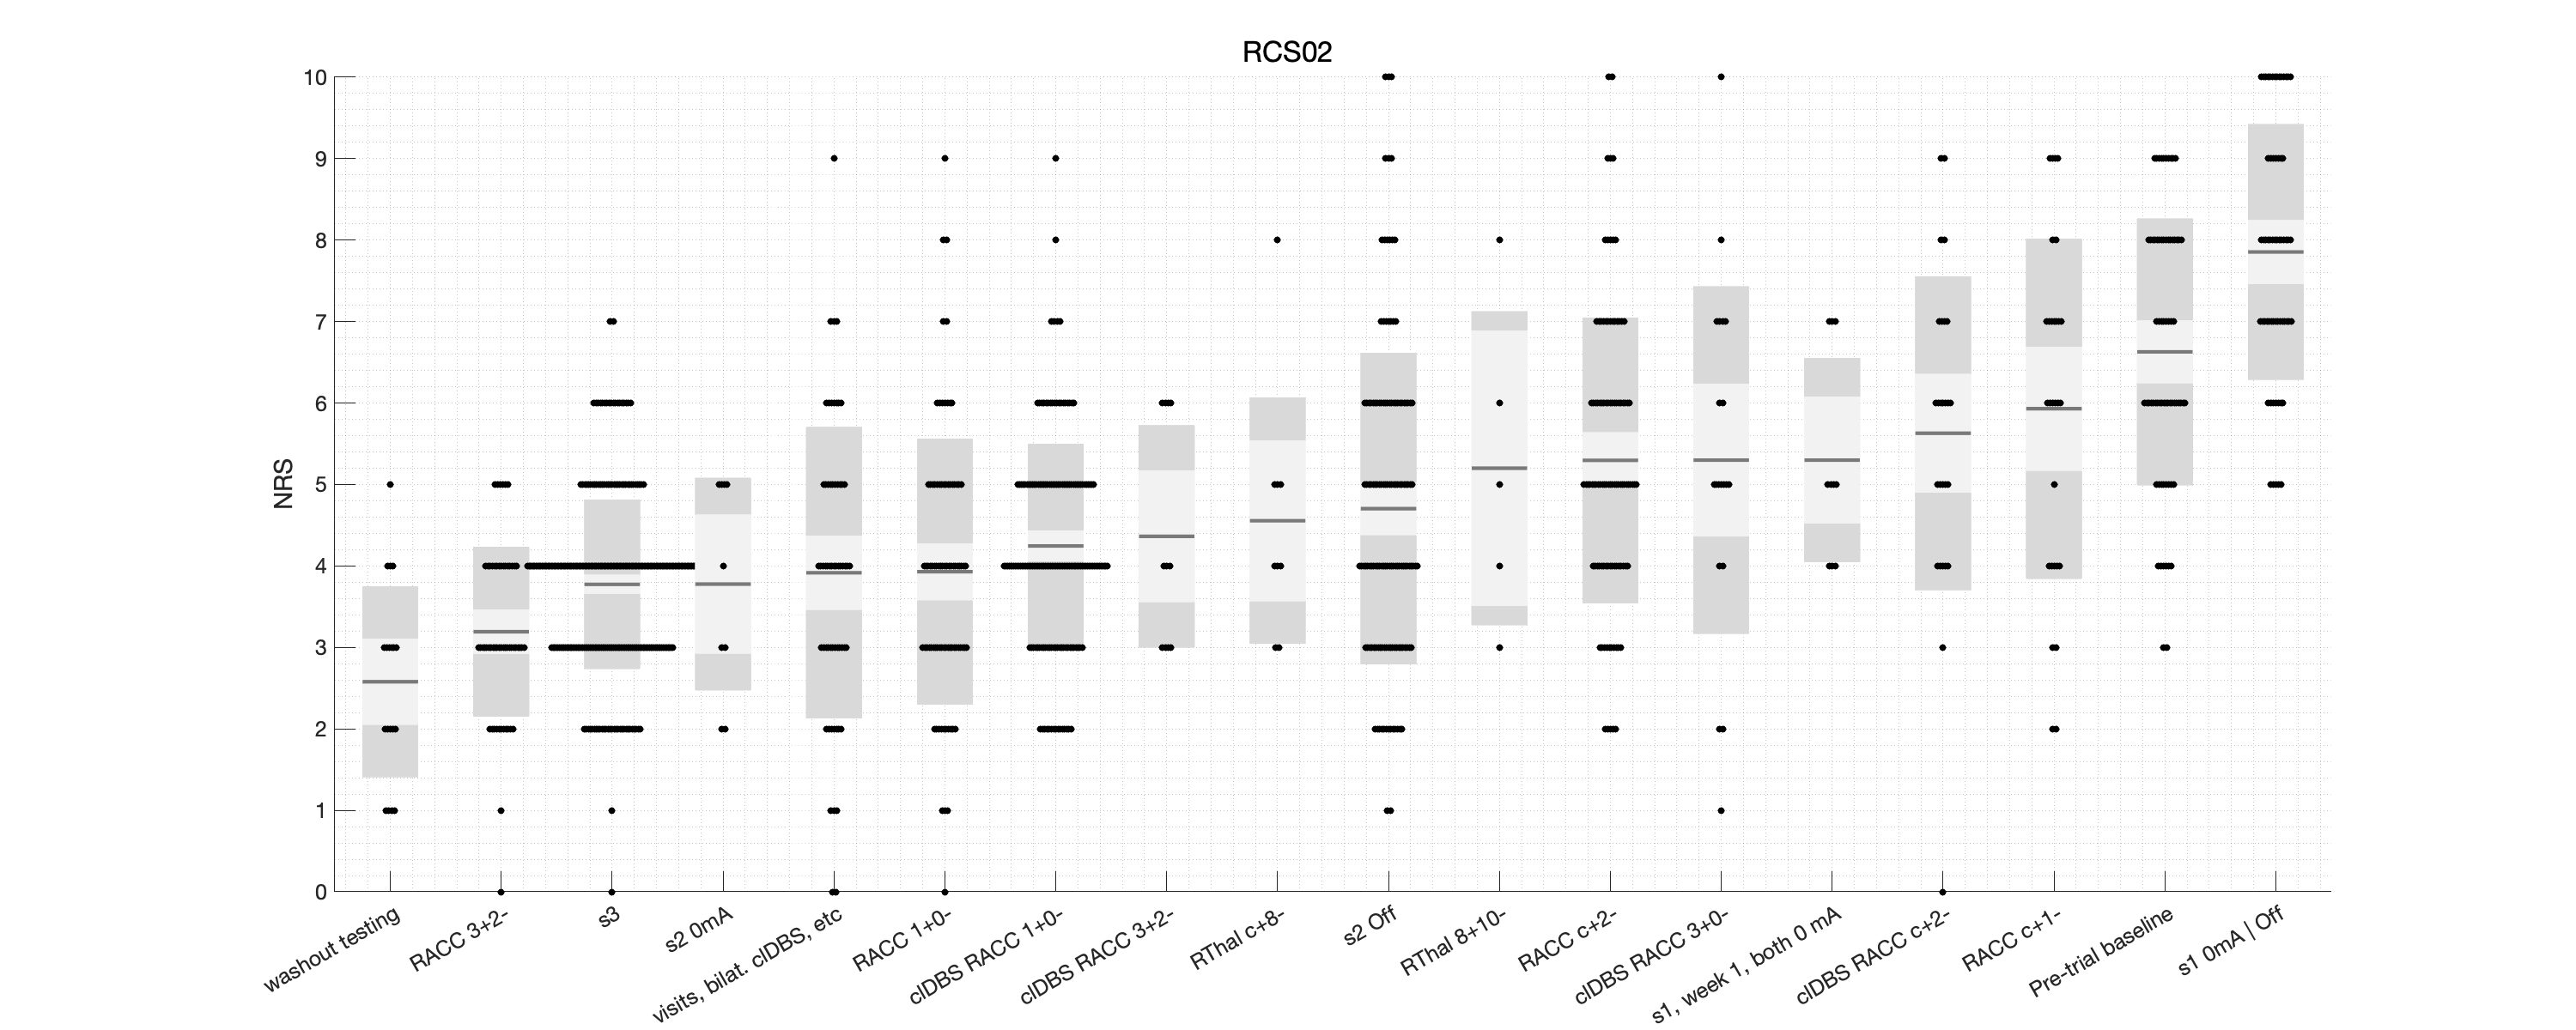 RCS02
10
9
8
7
6
5
4
3
2
1
0
NRS
washout testing
RACC 3+2-
s3
s2 0mA
visits, bilat. clDBS, etc
RACC 1+0-
clDBS RACC 1+0-
clDBS RACC 3+2-
RThal c+8-
s2 Off
RThal 8+10-
RACC c+2-
clDBS RACC 3+0-
s1, week 1, both 0 mA
clDBS RACC c+2-
RACC c+1-
Pre-trial baseline
s1 0mA | Off